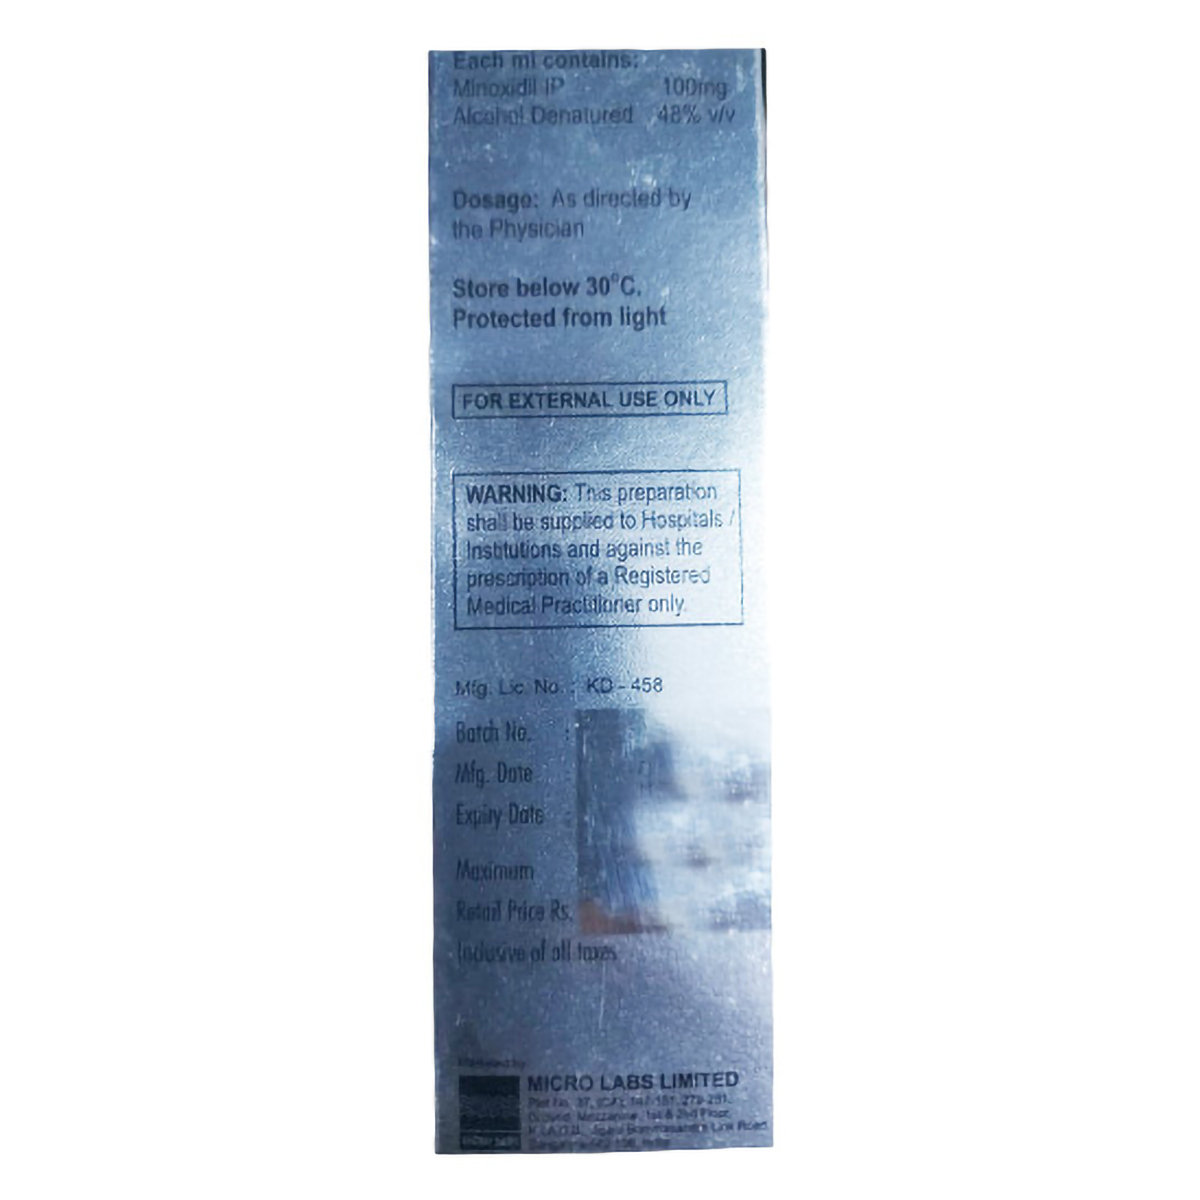 Each ml contains:
Minoxidil IP 100mg
Alcohol Denatured 48% v/v
Dosage: As directed by
the Physician
Store below 30°C.
Protected from light
FOR EXTERNAL USE ONLY
WARNING: This preparation
shall be supplied to Hospitals /
Institutions and against the
prescription of a Registered
Medical Practitioner only.
Mfg. Lic. No. : KD - 458
Batch No. :
Mfg. Date :
Expiry Date :
Maximum
Retail Price Rs.
Inclusive of all taxes
MICRO LABS LIMITED